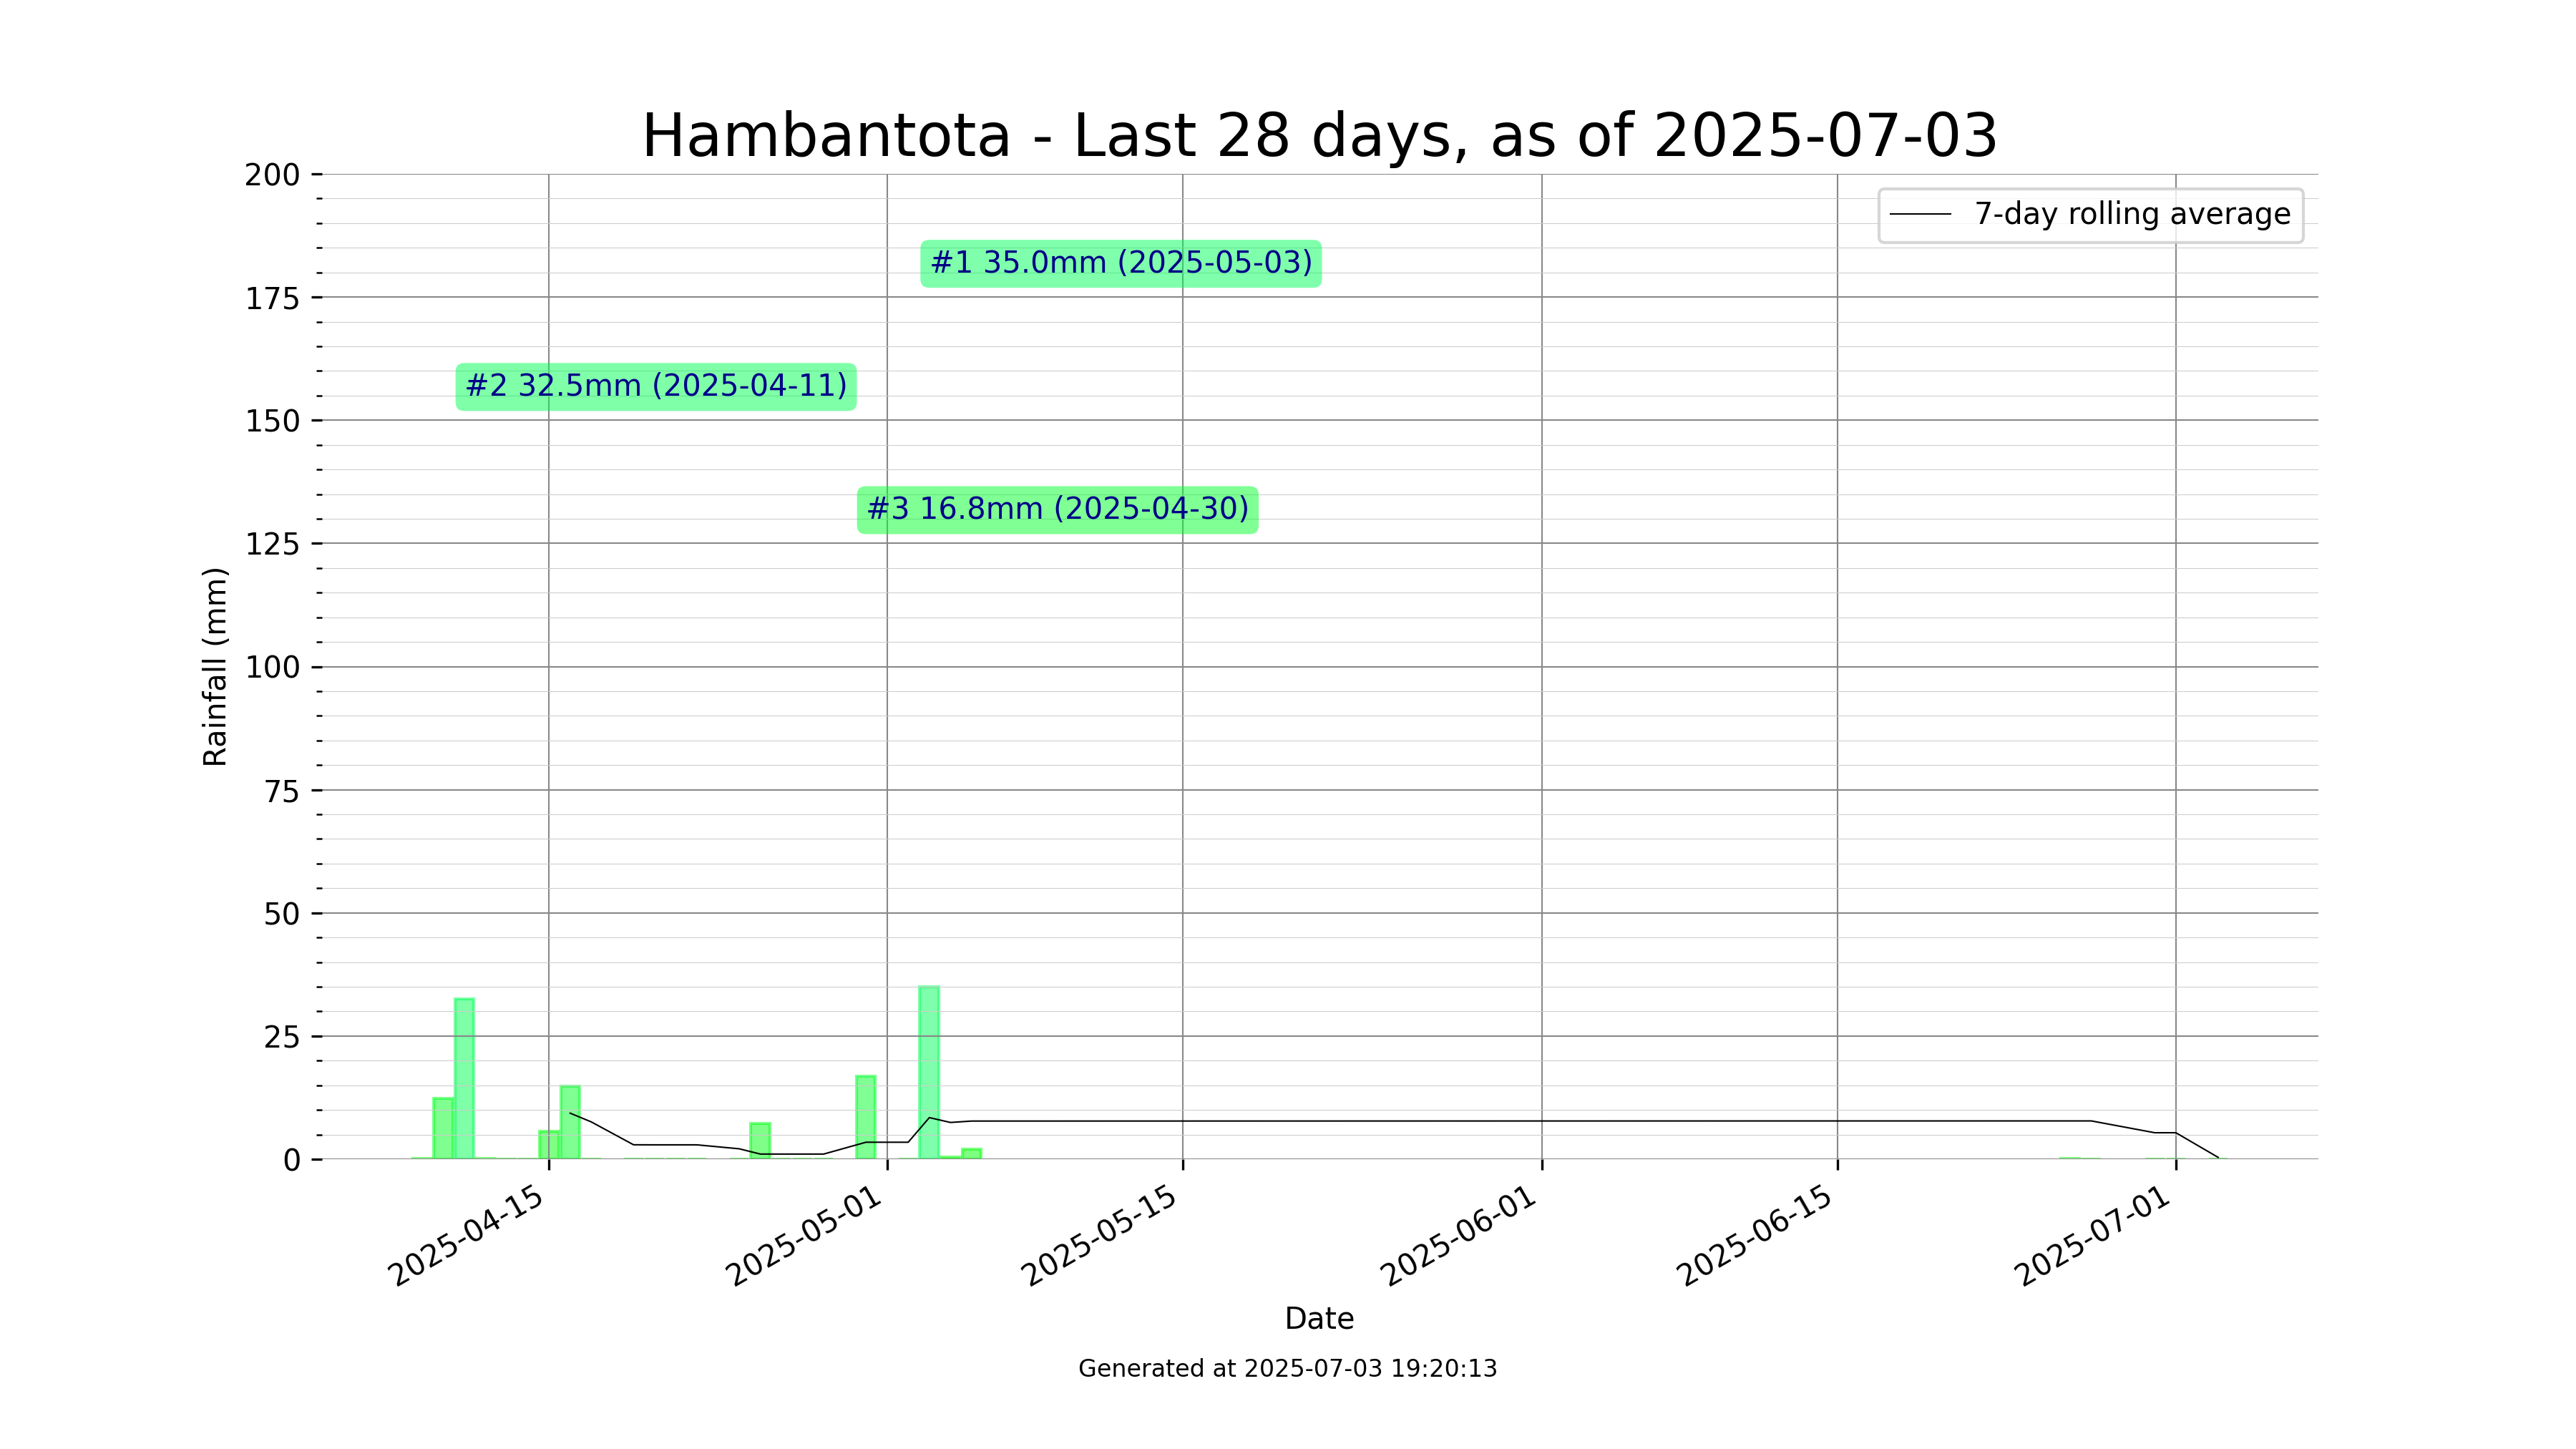 Hambantota - Last 28 days, as of 2025-07-03
200
175
150
125
100
75
50
25
0
Rainfall (mm)
7-day rolling average
#1 35.0mm (2025-05-03)
#2 32.5mm (2025-04-11)
#3 16.8mm (2025-04-30)
2025-04-15
2025-05-01
2025-05-15
2025-06-01
2025-06-15
2025-07-01
Date
Generated at 2025-07-03 19:20:13